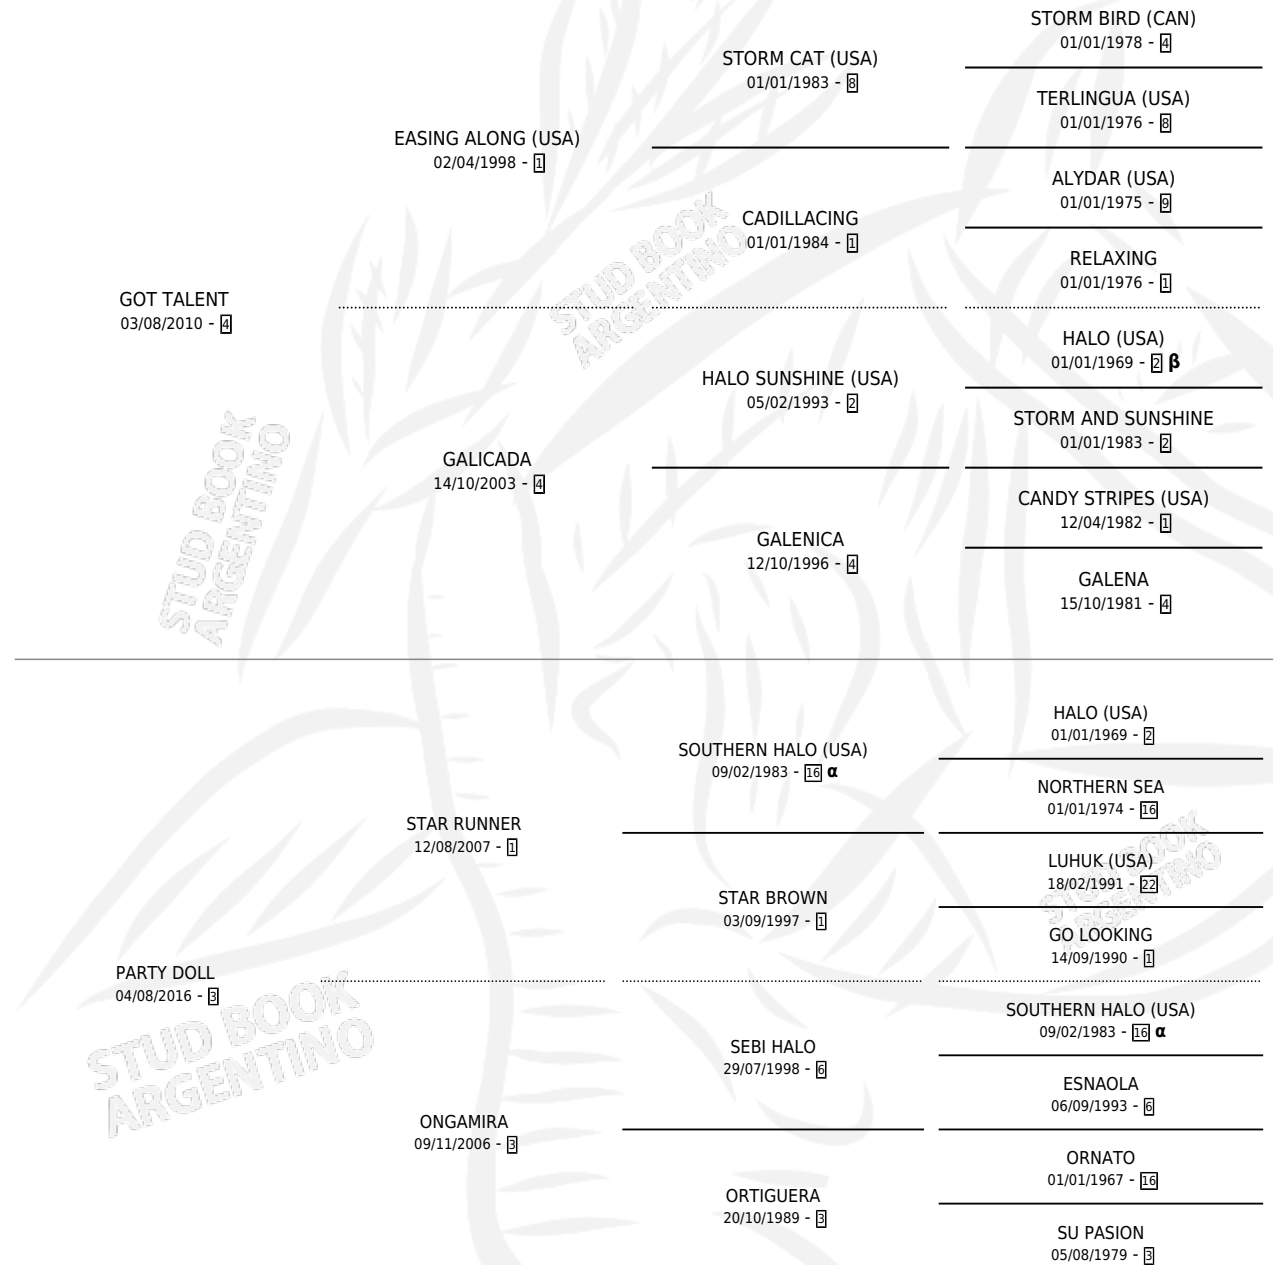 STORM BIRD (CAN)
01/01/1978 - 4
STORM CAT (USA)
01/01/1983 - 8
TERLINGUA (USA)
01/01/1976 - 8
EASING ALONG (USA)
02/04/1998 - 1
ALYDAR (USA)
01/01/1975 - 9
CADILLACING
01/01/1984 - 1
RELAXING
01/01/1976 - 1
GOT TALENT
03/08/2010 - 4
HALO (USA)
01/01/1969 - 2 β
HALO SUNSHINE (USA)
05/02/1993 - 2
STORM AND SUNSHINE
01/01/1983 - 2
GALICADA
14/10/2003 - 4
CANDY STRIPES (USA)
12/04/1982 - 1
GALENICA
12/10/1996 - 4
GALENA
15/10/1981 - 4
HALO (USA)
01/01/1969 - 2
SOUTHERN HALO (USA)
09/02/1983 - 16 α
NORTHERN SEA
01/01/1974 - 16
STAR RUNNER
12/08/2007 - 1
LUHUK (USA)
18/02/1991 - 22
STAR BROWN
03/09/1997 - 1
GO LOOKING
14/09/1990 - 1
PARTY DOLL
04/08/2016 - 3
SOUTHERN HALO (USA)
09/02/1983 - 16 α
SEBI HALO
29/07/1998 - 6
ESNAOLA
06/09/1993 - 6
ONGAMIRA
09/11/2006 - 3
ORNATO
01/01/1967 - 16
ORTIGUERA
20/10/1989 - 3
SU PASION
05/08/1979 - 3
STUD BOOK
ARGENTINO
STUD BOOK
ARGENTINO
STUD BOOK
ARGENTINO
STUD BOOK
ARGENTINO